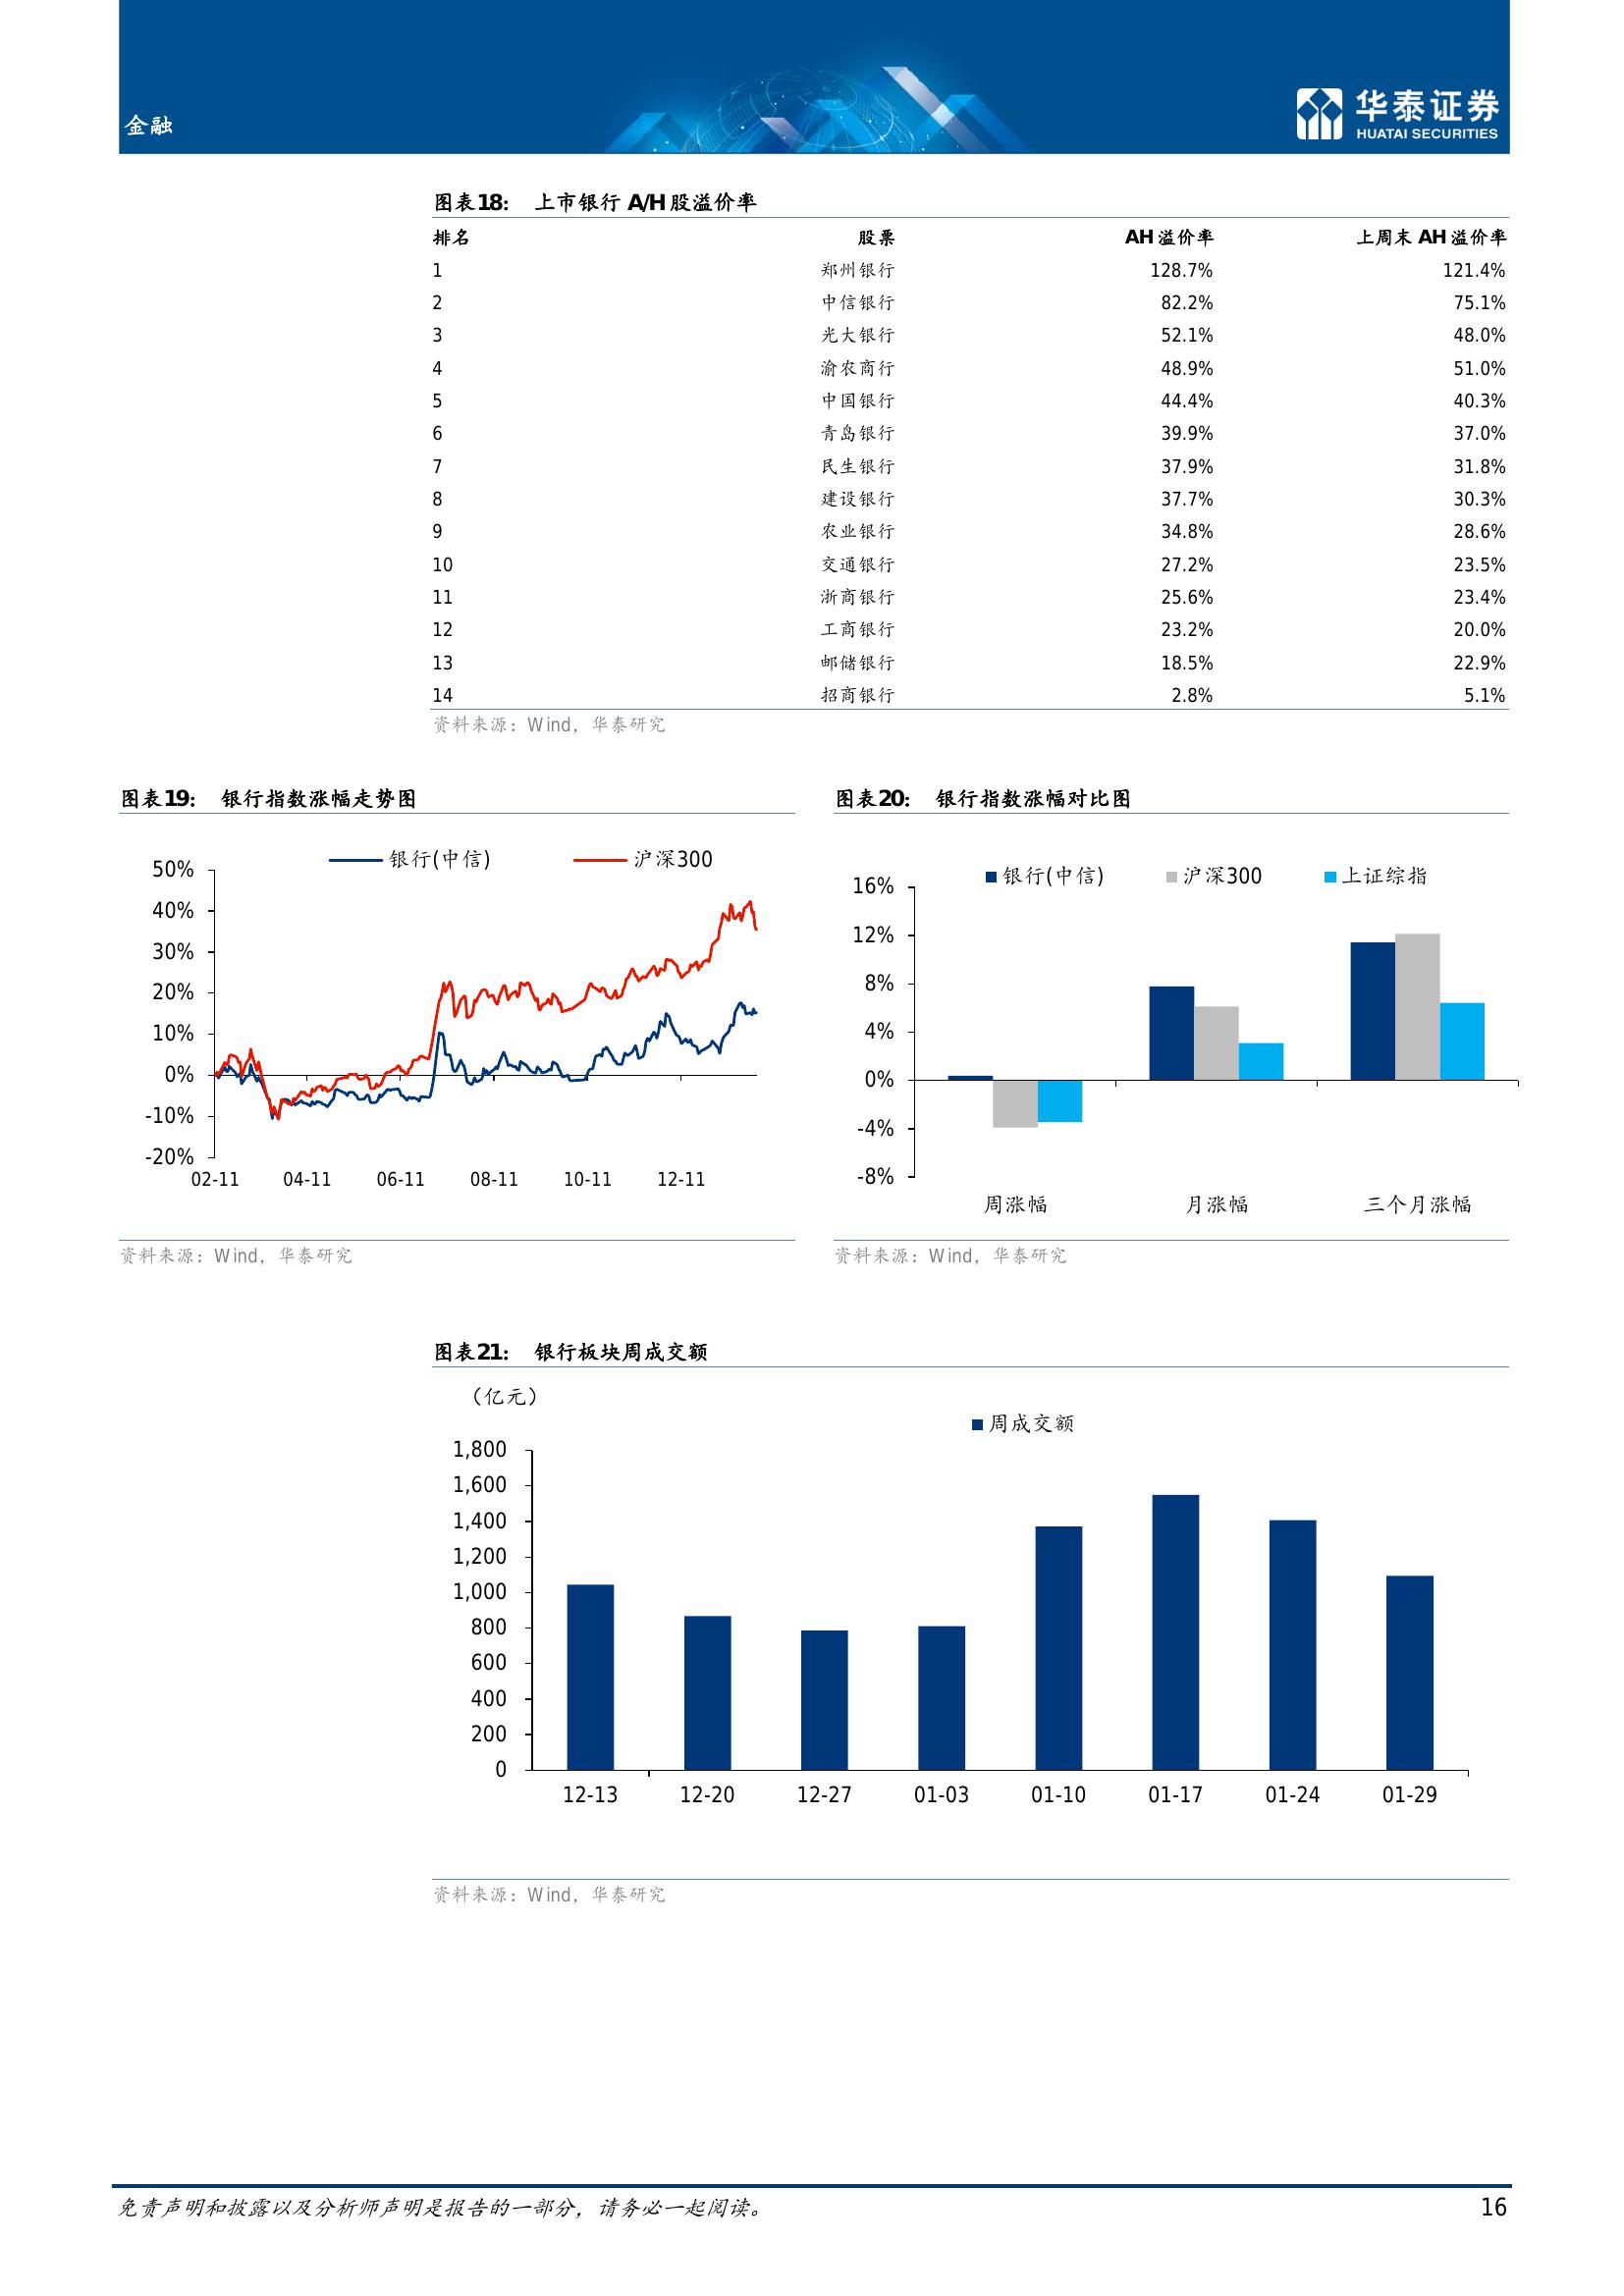 金融
华泰证券
HUATAI SECURITIES
图表18: 上市银行 A/H 股溢价率
排名 股票 AH 溢价率 上周末 AH 溢价率
1 郑州银行 128.7% 121.4%
2 中信银行 82.2% 75.1%
3 光大银行 52.1% 48.0%
4 渝农商行 48.9% 51.0%
5 中国银行 44.4% 40.3%
6 青岛银行 39.9% 37.0%
7 民生银行 37.9% 31.8%
8 建设银行 37.7% 30.3%
9 农业银行 34.8% 28.6%
10 交通银行 27.2% 23.5%
11 浙商银行 25.6% 23.4%
12 工商银行 23.2% 20.0%
13 邮储银行 18.5% 22.9%
14 招商银行 2.8% 5.1%
资料来源：Wind，华泰研究
图表19: 银行指数涨幅走势图
银行(中信) 沪深300
50%
40%
30%
20%
10%
0%
-10%
-20%
02-11 04-11 06-11 08-11 10-11 12-11
资料来源：Wind，华泰研究
图表20: 银行指数涨幅对比图
银行(中信) 沪深300 上证综指
16%
12%
8%
4%
0%
-4%
-8%
周涨幅 月涨幅 三个月涨幅
资料来源：Wind，华泰研究
图表21: 银行板块周成交额
（亿元）
周成交额
1,800
1,600
1,400
1,200
1,000
800
600
400
200
0
12-13 12-20 12-27 01-03 01-10 01-17 01-24 01-29
资料来源：Wind，华泰研究
免责声明和披露以及分析师声明是报告的一部分，请务必一起阅读。 16